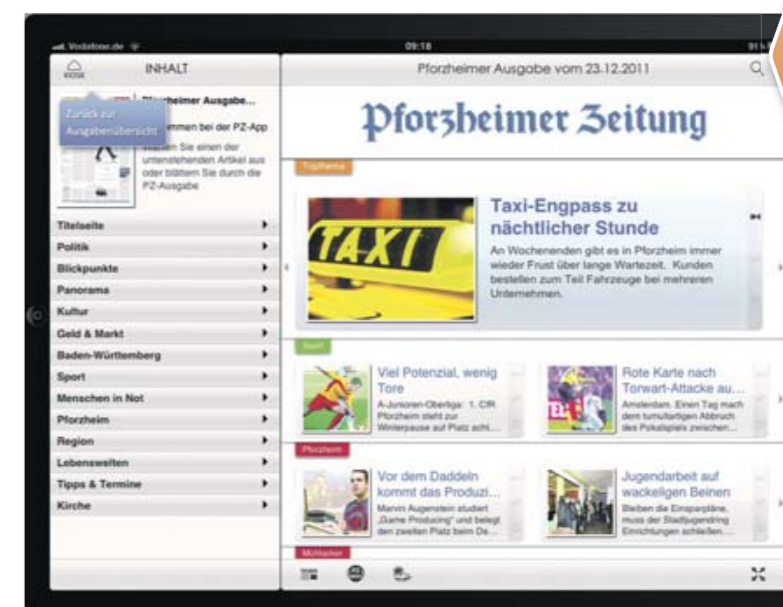 Vodafone.de
09:18
KIOSK
INHALT
Pforzheimer Ausgabe vom 23.12.2011
Zurück zur
Ausgabenübersicht
Ausgabe...
bei der PZ-App
Sie einen der
untenstehenden Artikel aus
oder blättern Sie durch die
PZ-Ausgabe
Titelseite
Politik
Blickpunkte
Panorama
Kultur
Geld & Markt
Baden-Württemberg
Sport
Menschen in Not
Pforzheim
Region
Lebenswelten
Tipps & Termine
Kirche
Pforzheimer Zeitung
Topthema
TAXI
Taxi-Engpass zu
nächtlicher Stunde
An Wochenenden gibt es in Pforzheim immer
wieder Frust über lange Wartezeit. Kunden
bestellen zum Teil Fahrzeuge bei mehreren
Unternehmen.
Sport
Viel Potenzial, wenig
Tore
A-Junioren-Oberliga: 1. CfR
Pforzheim steht zur
Winterpause auf Platz acht....
Rote Karte nach
Torwart-Attacke au...
Amsterdam. Einen Tag nach
dem tumultartigen Abbruch
des Pokalspiels zwischen...
Pforzheim
Vor dem Daddeln
kommt das Produzi...
Marvin Augenstein studiert
„Game Producing“ und belegt
den zweiten Platz beim De...
Jugendarbeit auf
wackeligen Beinen
Bleiben die Einsparpläne,
muss der Stadtjugendring
Einrichtungen schließen....
Mühlacker